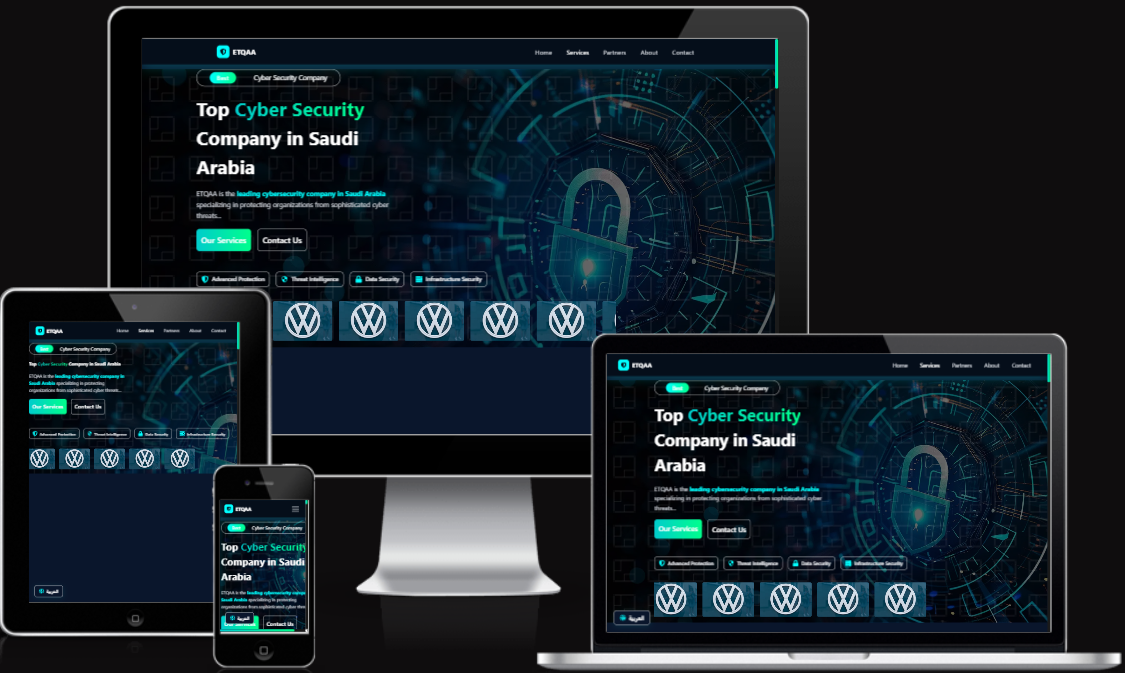 ETQAA
Home Services Partners About Contact
Cyber Security Company
Top Cyber Security
Company in Saudi
Arabia
ETQAA is the leading cybersecurity company in Saudi Arabia
specializing in protecting organizations from sophisticated cyber
threats...
Our Services Contact Us
Advanced Protection Threat Intelligence Data Security Infrastructure Security
ETQAA
Home Services Partners About Contact
Cyber Security Company
Top Cyber Security Company in Saudi Arabia
ETQAA is the leading cybersecurity company in
Saudi Arabia specializing in protecting
organizations from sophisticated cyber threats...
Our Services Contact Us
Advanced Protection Threat Intelligence Data Security Infrastructure Security
العربية
ETQAA
Cyber Security Company
Top Cyber Security
Company in Saudi
Arabia
ETQAA is the leading cybersecurity company in
Saudi Arabia specializing in protecting
organizations from sophisticated cyber
العربية
Contact Us
ETQAA
Home Services Partners About Contact
Cyber Security Company
Top Cyber Security
Company in Saudi
Arabia
ETQAA is the leading cybersecurity company in Saudi Arabia
specializing in protecting organizations from sophisticated cyber
threats...
Our Services Contact Us
Advanced Protection Threat Intelligence Data Security Infrastructure Security
العربية